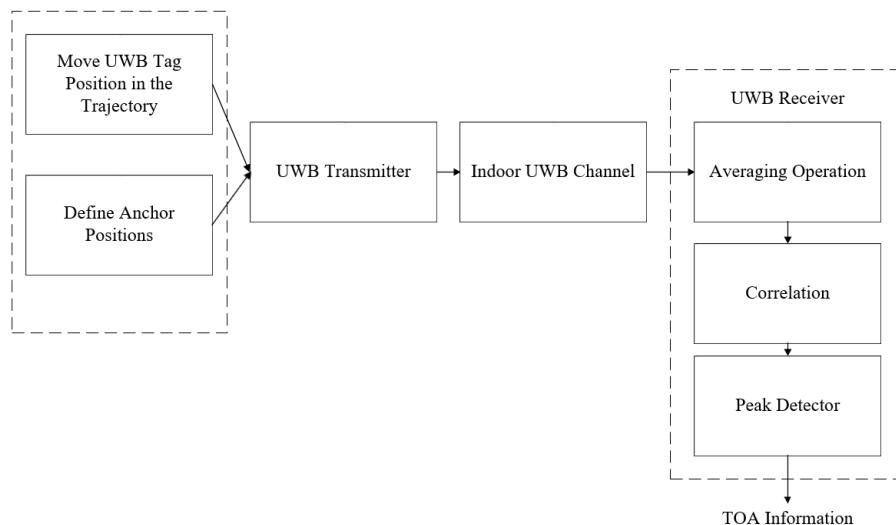 Move UWB Tag
Position in the
Trajectory
Define Anchor
Positions
UWB Transmitter
Indoor UWB Channel
UWB Receiver
Averaging Operation
Correlation
Peak Detector
TOA Information